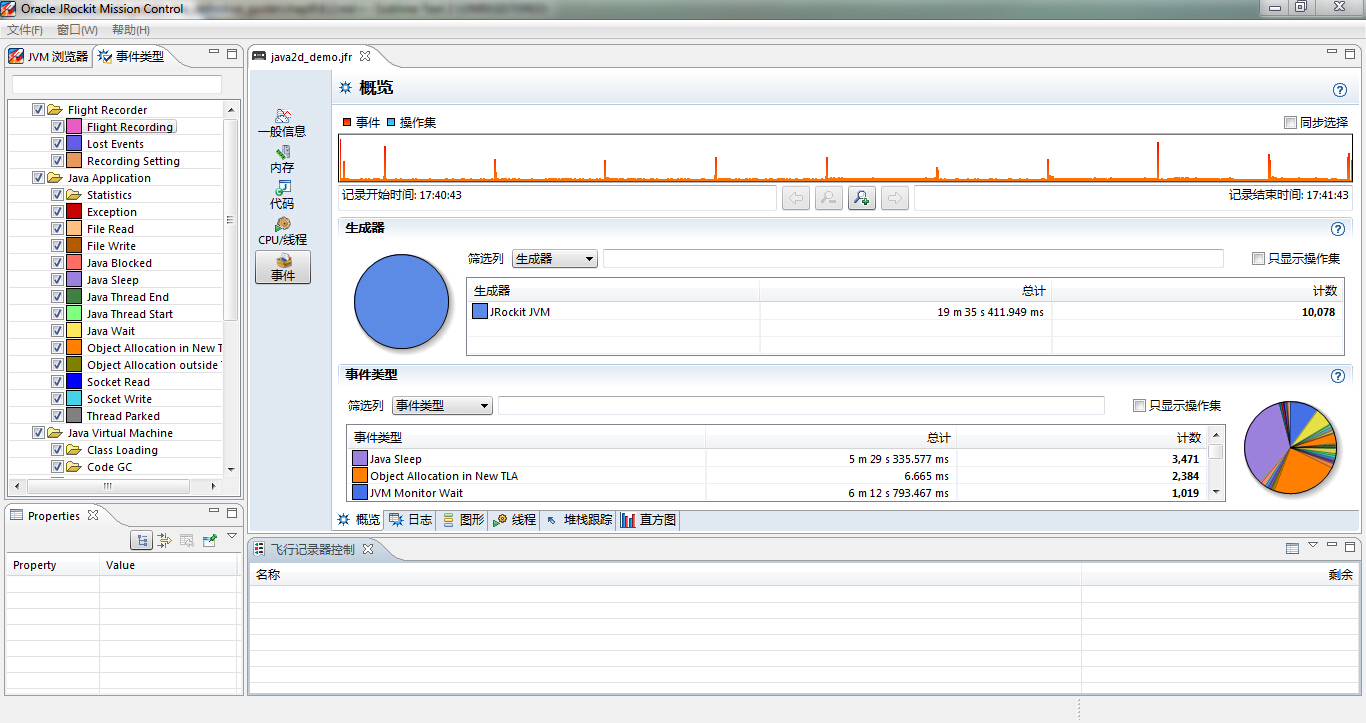 Oracle JRockit Mission Control
文件(F) 窗口(W) 帮助(H)
JVM 浏览器 事件类型
Flight Recorder
Flight Recording
Lost Events
Recording Setting
Java Application
Statistics
Exception
File Read
File Write
Java Blocked
Java Sleep
Java Thread End
Java Thread Start
Java Wait
Object Allocation in New T
Object Allocation outside
Socket Read
Socket Write
Thread Parked
Java Virtual Machine
Class Loading
Code GC
Properties
Property Value
java2d_demo.jfr
一般信息
内存
代码
CPU/线程
事件
概览
事件 操作集
同步选择
记录开始时间: 17:40:43
记录结束时间: 17:41:43
生成器
筛选列 生成器
只显示操作集
生成器 总计 计数
JRockit JVM 19 m 35 s 411.949 ms 10,078
事件类型
筛选列 事件类型
只显示操作集
事件类型 总计 计数
Java Sleep 5 m 29 s 335.577 ms 3,471
Object Allocation in New TLA 6.665 ms 2,384
JVM Monitor Wait 6 m 12 s 793.467 ms 1,019
概览 日志 图形 线程 堆栈跟踪 直方图
飞行记录器控制
名称 剩余